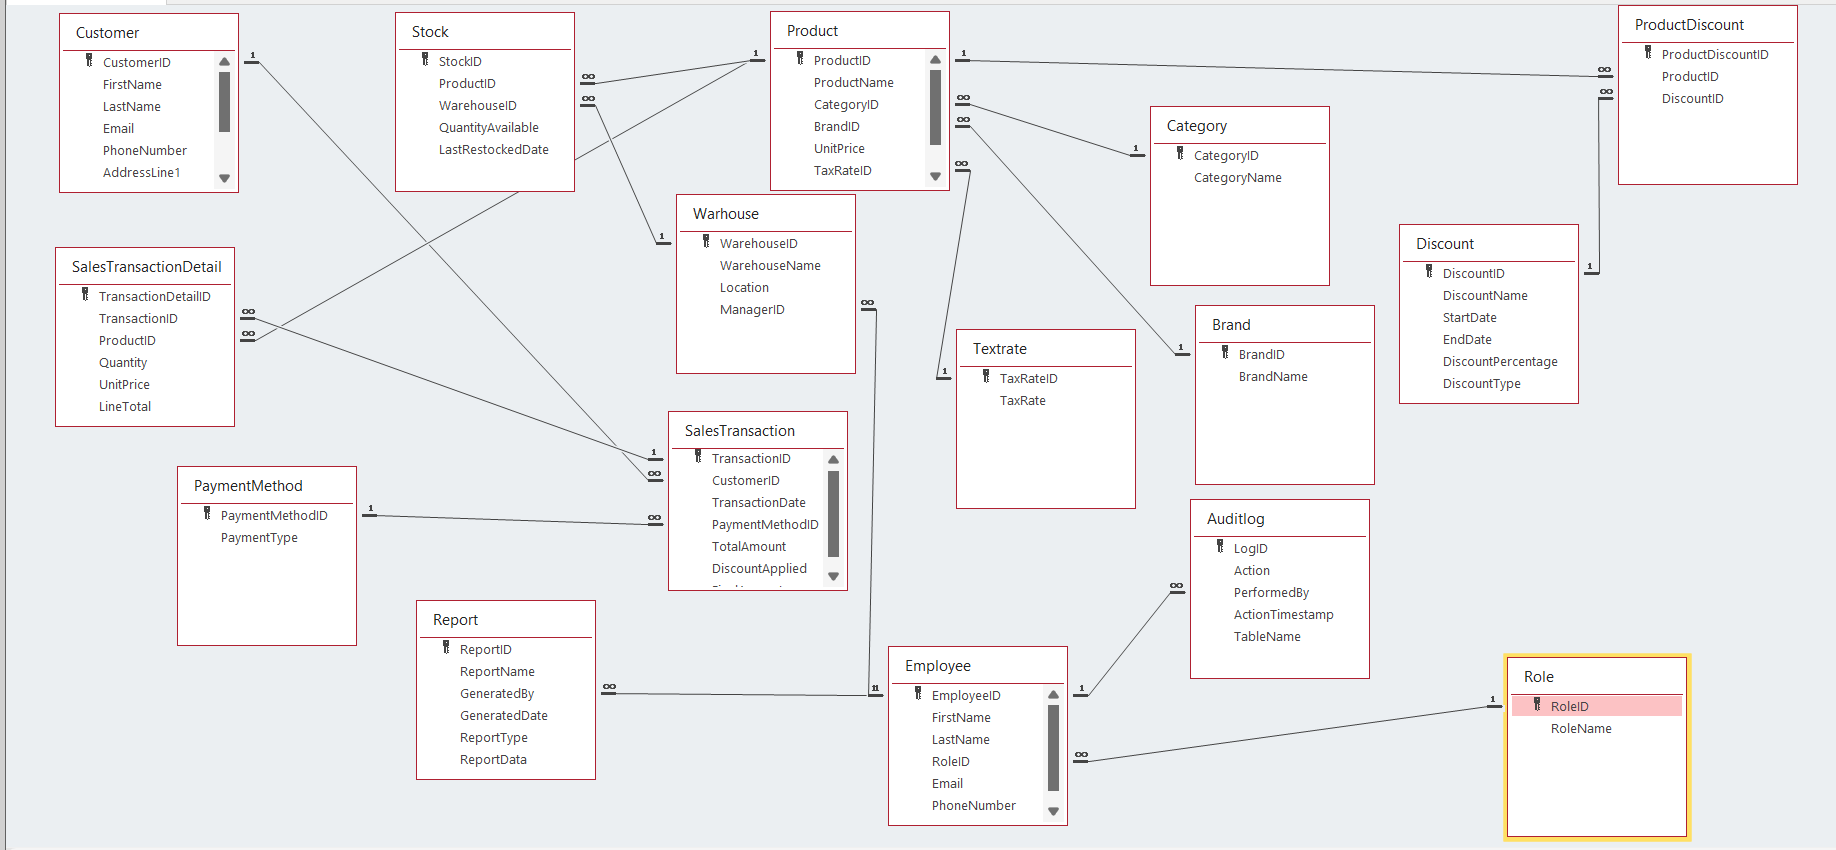 Customer
CustomerID
FirstName
LastName
Email
PhoneNumber
AddressLine1
Stock
StockID
ProductID
WarehouseID
QuantityAvailable
LastRestockedDate
Product
ProductID
ProductName
CategoryID
BrandID
UnitPrice
TaxRateID
ProductDiscount
ProductDiscountID
ProductID
DiscountID
Category
CategoryID
CategoryName
Warhouse
WarehouseID
WarehouseName
Location
ManagerID
Discount
DiscountID
DiscountName
StartDate
EndDate
DiscountPercentage
DiscountType
SalesTransactionDetail
TransactionDetailID
TransactionID
ProductID
Quantity
UnitPrice
LineTotal
Textrate
TaxRateID
TaxRate
Brand
BrandID
BrandName
SalesTransaction
TransactionID
CustomerID
TransactionDate
PaymentMethodID
TotalAmount
DiscountApplied
PaymentMethod
PaymentMethodID
PaymentType
Auditlog
LogID
Action
PerformedBy
ActionTimestamp
TableName
Report
ReportID
ReportName
GeneratedBy
GeneratedDate
ReportType
ReportData
Employee
EmployeeID
FirstName
LastName
RoleID
Email
PhoneNumber
Role
RoleID
RoleName